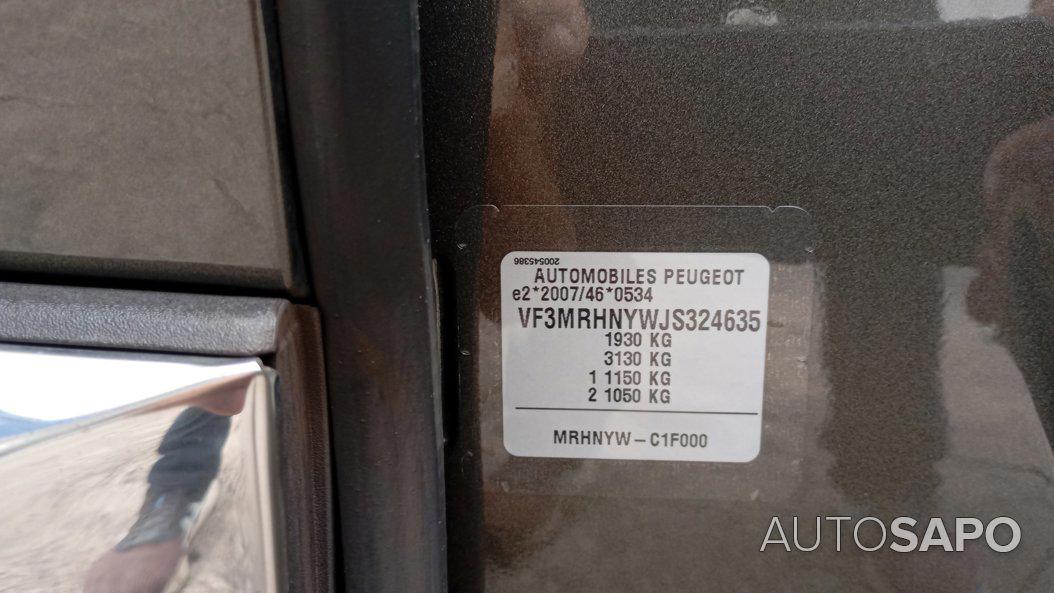 200545386
AUTOMOBILES PEUGEOT
e2*2007/46*0534
VF3MRHNYWJS324635
1930 KG
3130 KG
1 1150 KG
2 1050 KG
MRHNYW-C1F000
AUTOSAPO